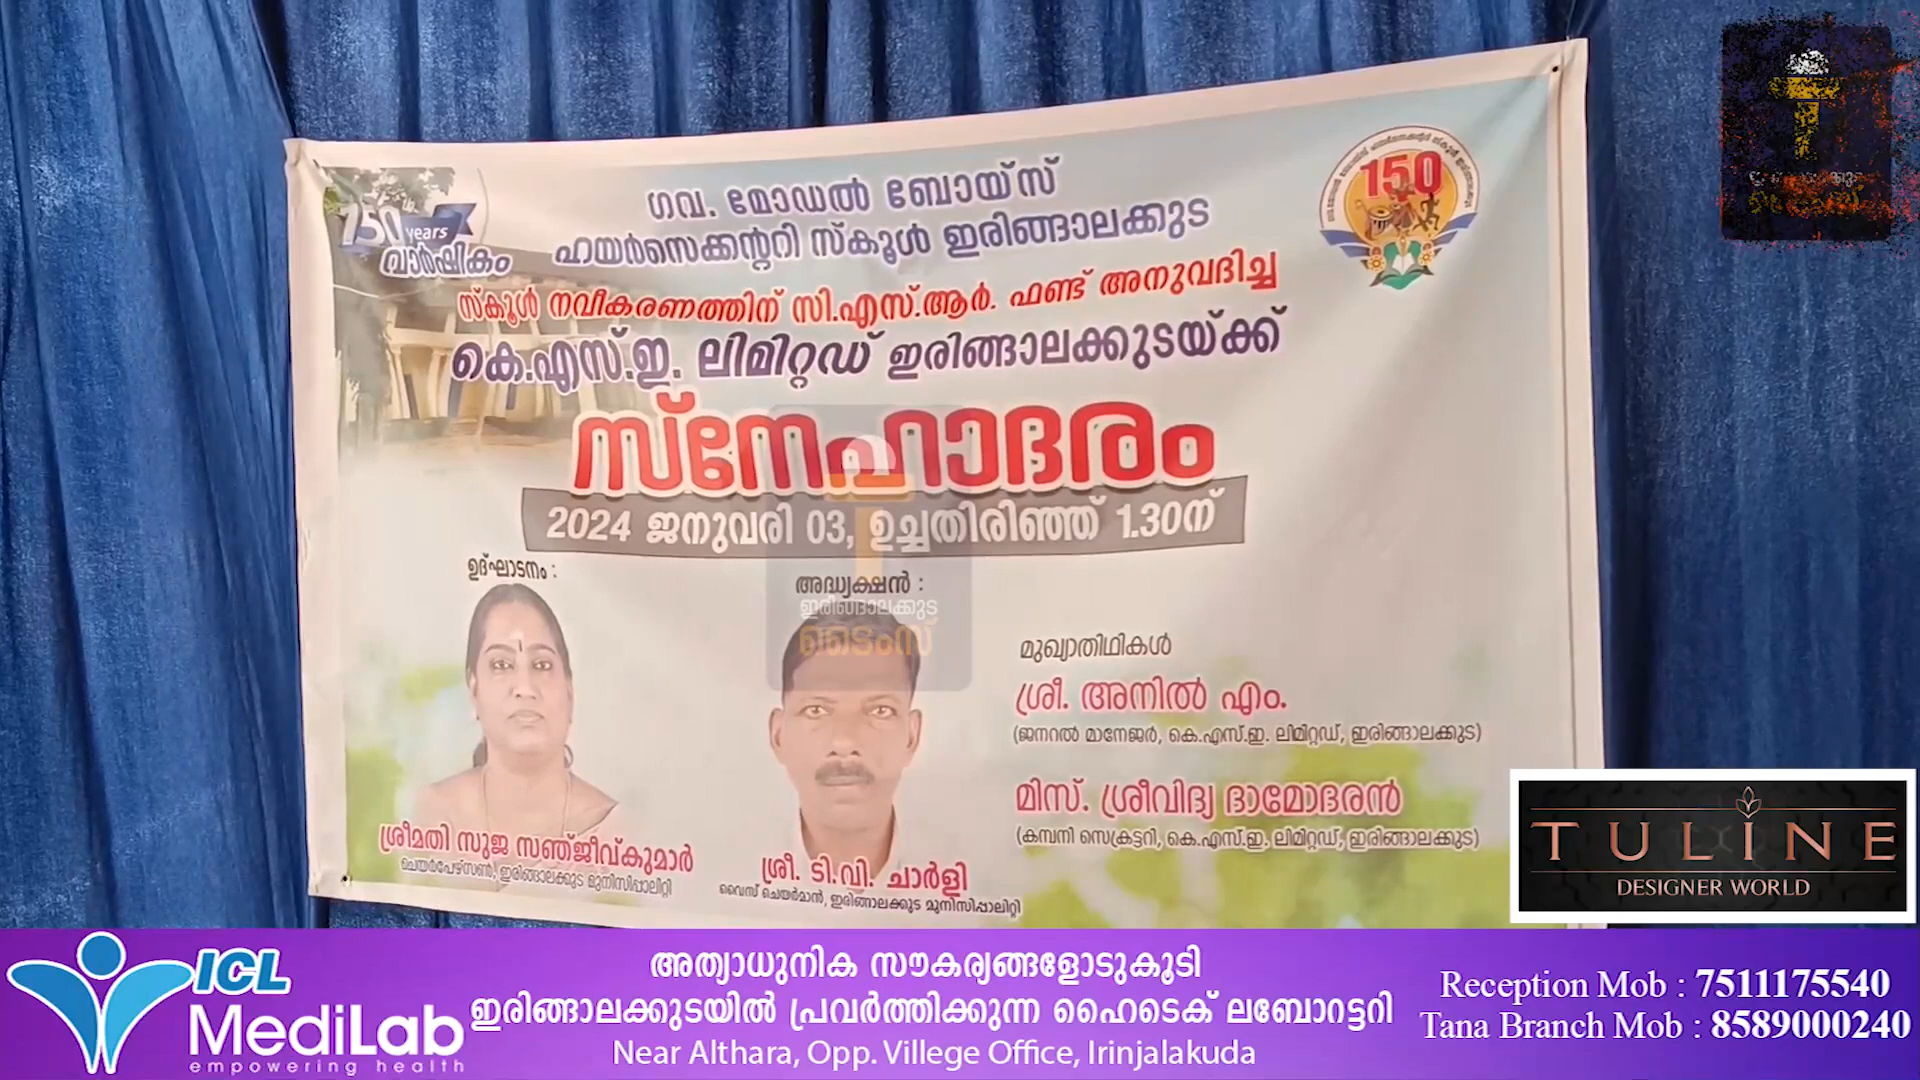 ഗവ. മോഡൽ ബോയ്സ്
ഹയർസെക്കന്ററി സ്കൂൾ ഇരിങ്ങാലക്കുട
150th years
വാർഷികം
150
സ്കൂൾ നവീകരണത്തിന് സി.എസ്.ആർ. ഫണ്ട് അനുവദിച്ച
കെ.എസ്.ഇ. ലിമിറ്റഡ് ഇരിങ്ങാലക്കുടയ്ക്ക്
സ്നേഹാദരം
2024 ജനുവരി 03, ഉച്ചതിരിഞ്ഞ് 1.30ന്
ഉദ്ഘാടനം :
ശ്രീമതി സുജ സഞ്ജീവ്കുമാർ
ചെയർപേഴ്സൺ, ഇരിങ്ങാലക്കുട മുനിസിപ്പാലിറ്റി
അദ്ധ്യക്ഷൻ :
ഇരിങ്ങാലക്കുട
ടൈംസ്
ശ്രീ. ടി.വി. ചാർളി
വൈസ് ചെയർമാൻ, ഇരിങ്ങാലക്കുട മുനിസിപ്പാലിറ്റി
മുഖ്യാതിഥികൾ
ശ്രീ. അനിൽ എം.
(ജനറൽ മാനേജർ, കെ.എസ്.ഇ. ലിമിറ്റഡ്, ഇരിങ്ങാലക്കുട)
മിസ്. ശ്രീവിദ്യ ദാമോദരൻ
(കമ്പനി സെക്രട്ടറി, കെ.എസ്.ഇ. ലിമിറ്റഡ്, ഇരിങ്ങാലക്കുട)
TULINE
DESIGNER WORLD
ICL
MediLab
empowering health
അത്യാധുനിക സൗകര്യങ്ങളോടുകൂടി
ഇരിങ്ങാലക്കുടയിൽ പ്രവർത്തിക്കുന്ന ഹൈടെക് ലബോറട്ടറി
Near Althara, Opp. Villege Office, Irinjalakuda
Reception Mob : 7511175540
Tana Branch Mob : 8589000240